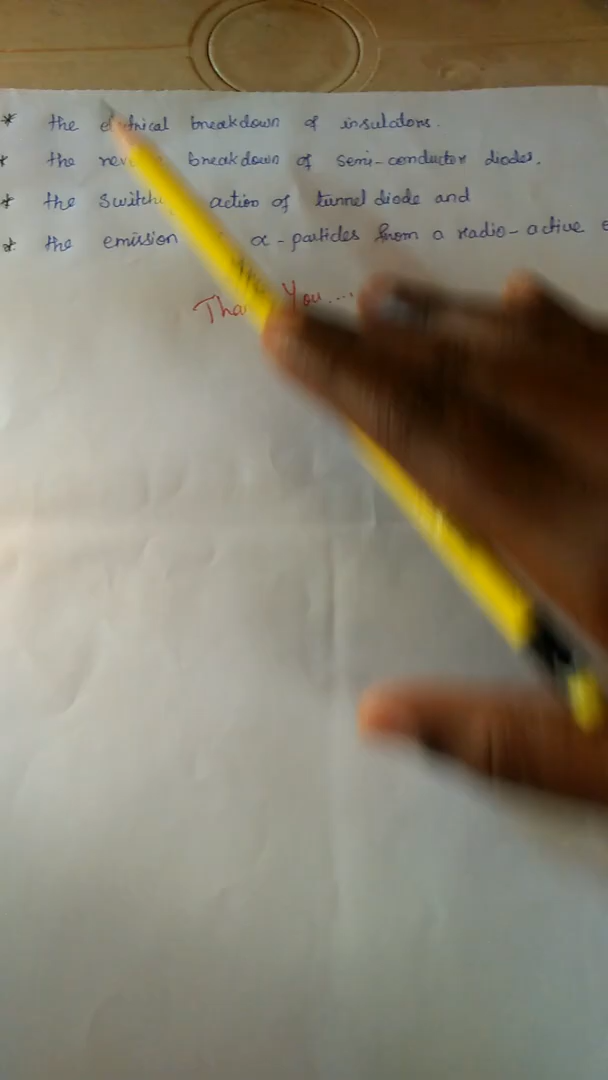 * the electrical breakdown of insulators.
* the breakdown of semi-conductor diodes.
* the action of tunnel diode and
* the emission α-particles from a radio-active
You....